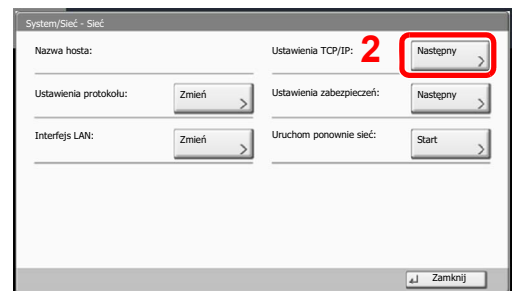 System/Sieć - Sieć
Nazwa hosta:
Ustawienia TCP/IP: 2 Następny
Ustawienia protokołu: Zmień
Ustawienia zabezpieczeń: Następny
Interfejs LAN: Zmień
Uruchom ponownie sieć: Start
Zamknij